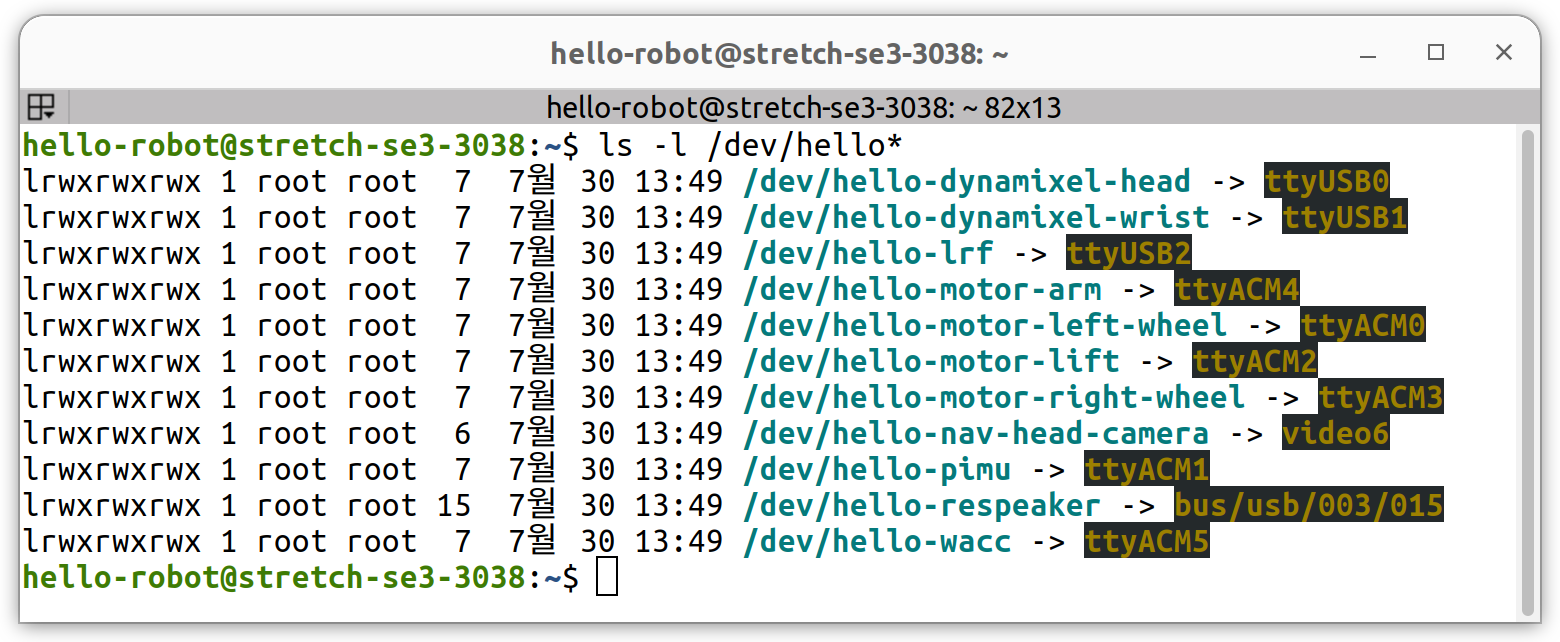 hello-robot@stretch-se3-3038: ~
hello-robot@stretch-se3-3038: ~ 82x13
hello-robot@stretch-se3-3038:~$ ls -l /dev/hello*
lrwxrwxrwx 1 root root  7  7월 30 13:49 /dev/hello-dynamixel-head -> ttyUSB0
lrwxrwxrwx 1 root root  7  7월 30 13:49 /dev/hello-dynamixel-wrist -> ttyUSB1
lrwxrwxrwx 1 root root  7  7월 30 13:49 /dev/hello-lrf -> ttyUSB2
lrwxrwxrwx 1 root root  7  7월 30 13:49 /dev/hello-motor-arm -> ttyACM4
lrwxrwxrwx 1 root root  7  7월 30 13:49 /dev/hello-motor-left-wheel -> ttyACM0
lrwxrwxrwx 1 root root  7  7월 30 13:49 /dev/hello-motor-lift -> ttyACM2
lrwxrwxrwx 1 root root  7  7월 30 13:49 /dev/hello-motor-right-wheel -> ttyACM3
lrwxrwxrwx 1 root root  6  7월 30 13:49 /dev/hello-nav-head-camera -> video6
lrwxrwxrwx 1 root root  7  7월 30 13:49 /dev/hello-pimu -> ttyACM1
lrwxrwxrwx 1 root root 15  7월 30 13:49 /dev/hello-respeaker -> bus/usb/003/015
lrwxrwxrwx 1 root root  7  7월 30 13:49 /dev/hello-wacc -> ttyACM5
hello-robot@stretch-se3-3038:~$